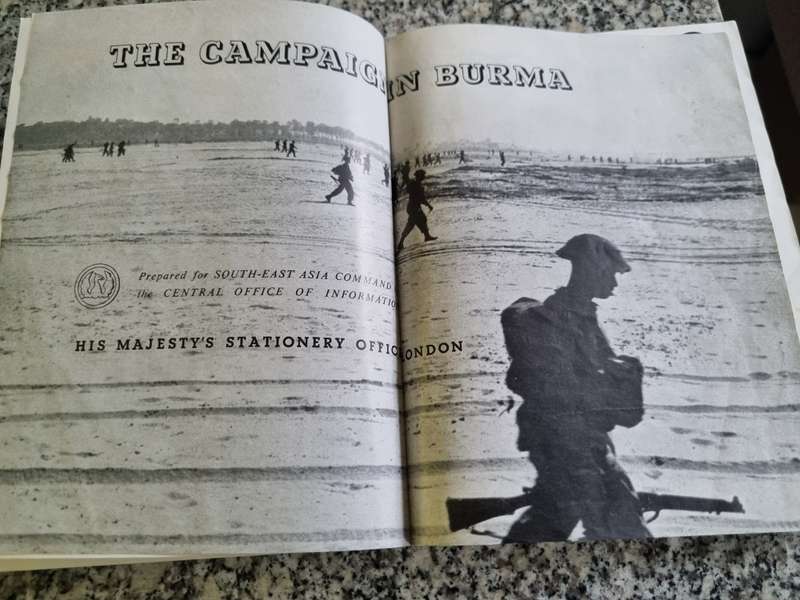 THE CAMPAIGN IN BURMA
Prepared for SOUTH-EAST ASIA COMMAND
the CENTRAL OFFICE OF INFORMATION
HIS MAJESTY'S STATIONERY OFFICE LONDON